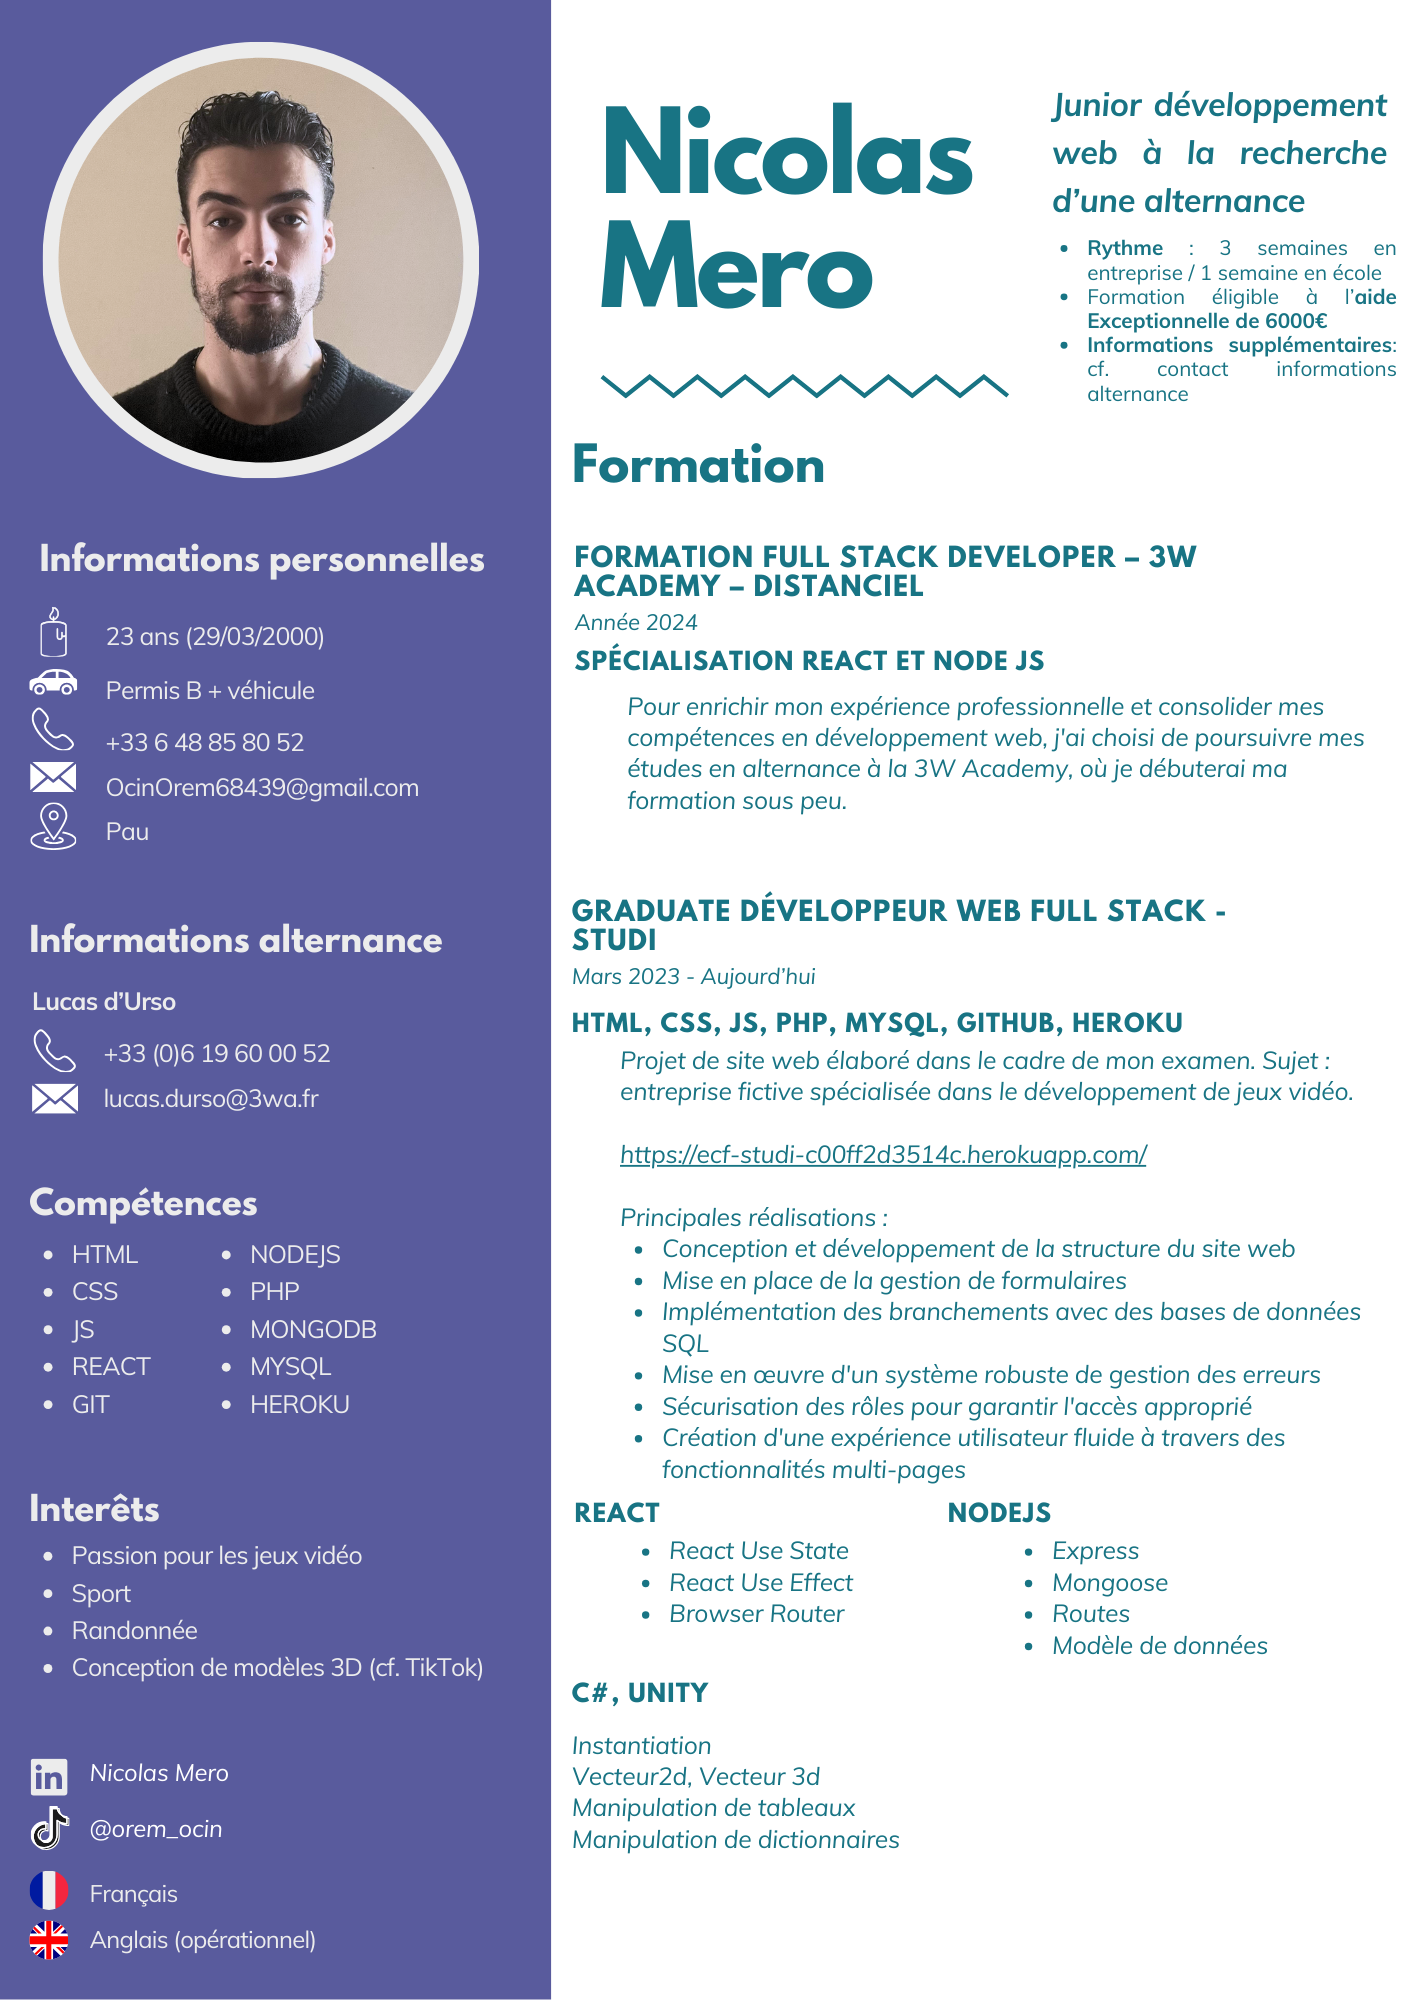 Nicolas
Mero
Junior développement
web à la recherche
d’une alternance
• Rythme : 3 semaines en
entreprise / 1 semaine en école
• Formation éligible à l’aide
Exceptionnelle de 6000€
• Informations supplémentaires:
cf. contact informations
alternance
Informations personnelles
23 ans (29/03/2000)
Permis B + véhicule
+33 6 48 85 80 52
OcinOrem68439@gmail.com
Pau
Informations alternance
Lucas d’Urso
+33 (0)6 19 60 00 52
lucas.durso@3wa.fr
Compétences
• HTML
• CSS
• JS
• REACT
• GIT
• NODEJS
• PHP
• MONGODB
• MYSQL
• HEROKU
Interêts
• Passion pour les jeux vidéo
• Sport
• Randonnée
• Conception de modèles 3D (cf. TikTok)
in Nicolas Mero
@orem_ocin
Français
Anglais (opérationnel)
Formation
FORMATION FULL STACK DEVELOPER – 3W
ACADEMY – DISTANCIEL
Année 2024
SPÉCIALISATION REACT ET NODE JS
Pour enrichir mon expérience professionnelle et consolider mes
compétences en développement web, j'ai choisi de poursuivre mes
études en alternance à la 3W Academy, où je débuterai ma
formation sous peu.
GRADUATE DÉVELOPPEUR WEB FULL STACK -
STUDI
Mars 2023 - Aujourd’hui
HTML, CSS, JS, PHP, MYSQL, GITHUB, HEROKU
Projet de site web élaboré dans le cadre de mon examen. Sujet :
entreprise fictive spécialisée dans le développement de jeux vidéo.
https://ecf-studi-c00ff2d3514c.herokuapp.com/
Principales réalisations :
• Conception et développement de la structure du site web
• Mise en place de la gestion de formulaires
• Implémentation des branchements avec des bases de données
SQL
• Mise en œuvre d'un système robuste de gestion des erreurs
• Sécurisation des rôles pour garantir l'accès approprié
• Création d'une expérience utilisateur fluide à travers des
fonctionnalités multi-pages
REACT
• React Use State
• React Use Effect
• Browser Router
NODEJS
• Express
• Mongoose
• Routes
• Modèle de données
C#, UNITY
Instantiation
Vecteur2d, Vecteur 3d
Manipulation de tableaux
Manipulation de dictionnaires